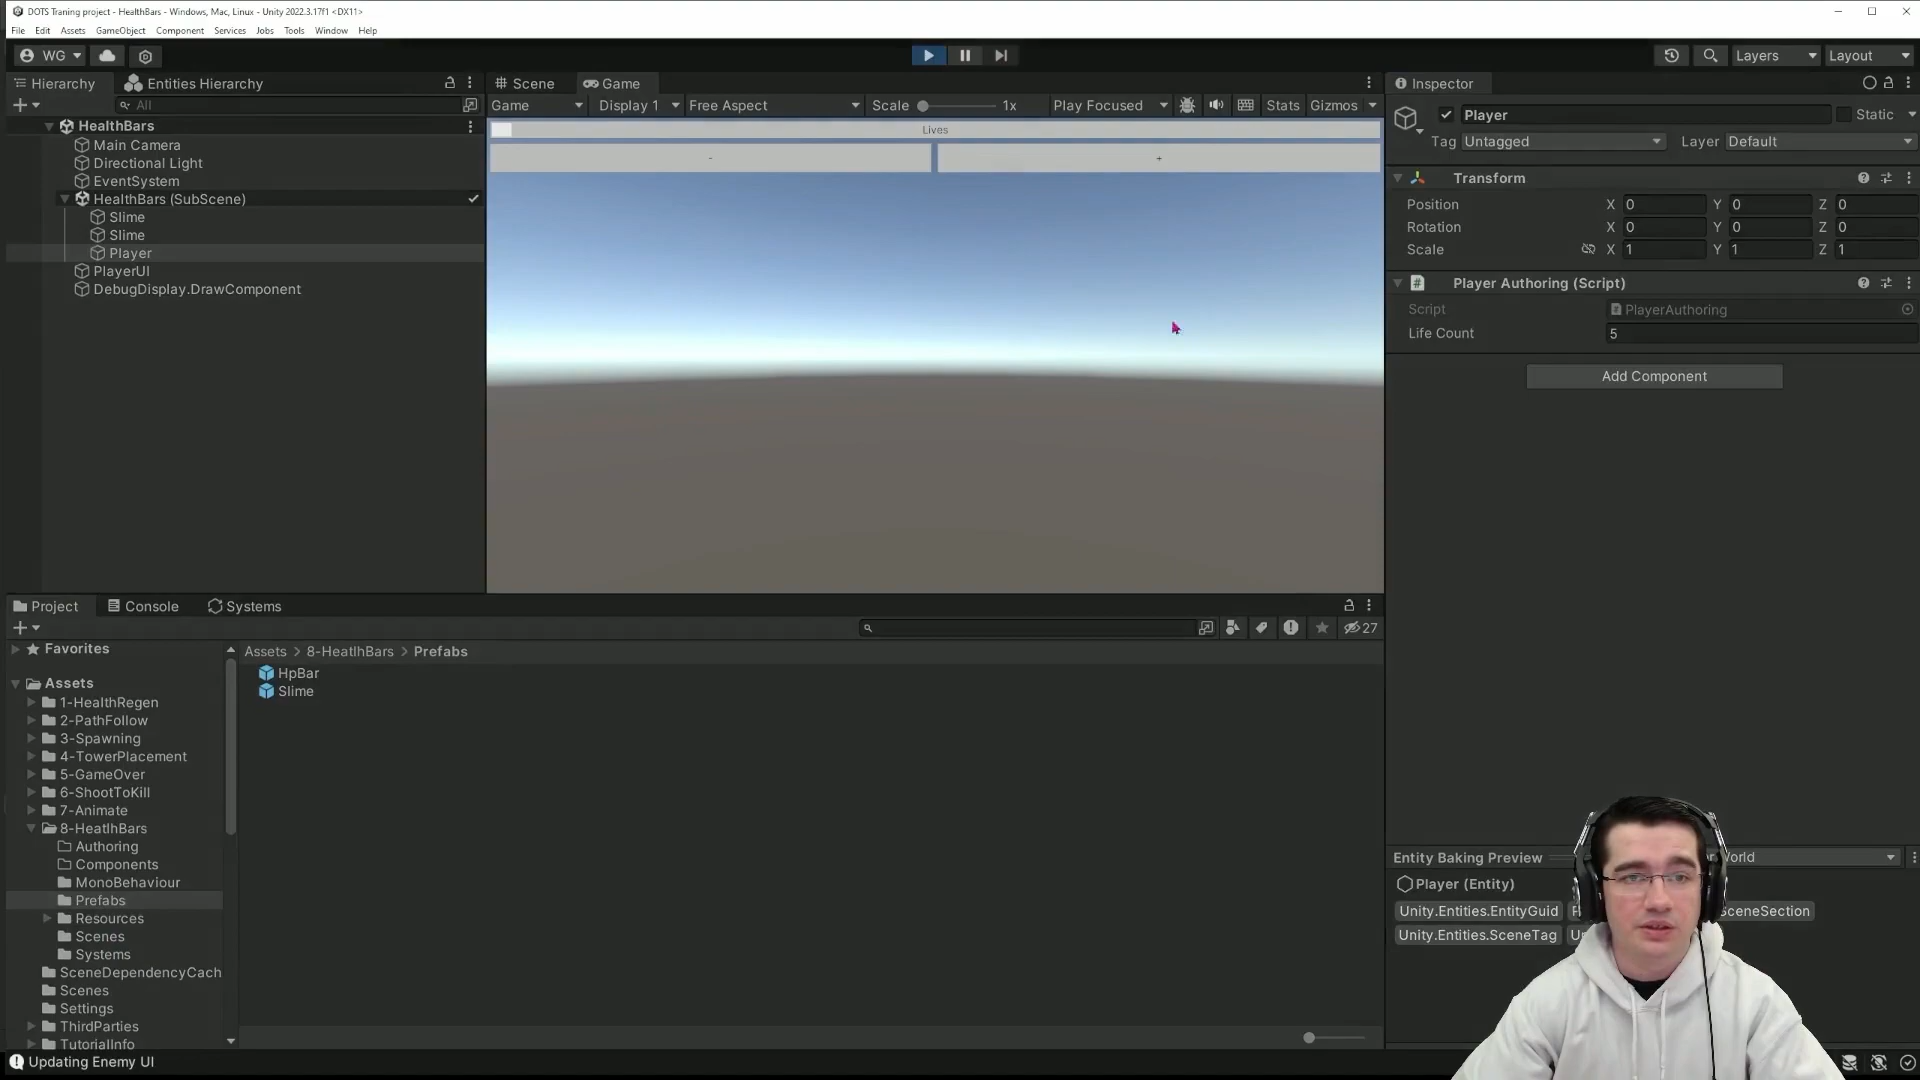 DOTS Traning project - HealthBars - Windows, Mac, Linux - Unity 2022.3.17f1 <DX11>
File Edit Assets GameObject Component Services Jobs Tools Window Help
WG Layers Layout
Hierarchy Entities Hierarchy Scene Game Inspector
All Game Display 1 Free Aspect Scale 1x Play Focused Stats Gizmos
HealthBars
Main Camera
Directional Light
EventSystem
HealthBars (SubScene)
Slime
Slime
Player
PlayerUI
DebugDisplay.DrawComponent
Lives
- +
Player Static
Tag Untagged Layer Default
Transform
Position X 0 Y 0 Z 0
Rotation X 0 Y 0 Z 0
Scale X 1 Y 1 Z 1
Player Authoring (Script)
Script PlayerAuthoring
Life Count 5
Add Component
Project Console Systems
27
Favorites
Assets
1-HealthRegen
2-PathFollow
3-Spawning
4-TowerPlacement
5-GameOver
6-ShootToKill
7-Animate
8-HeatlhBars
Authoring
Components
MonoBehaviour
Prefabs
Resources
Scenes
Systems
SceneDependencyCach
Scenes
Settings
ThirdParties
TutorialInfo
Assets > 8-HeatlhBars > Prefabs
HpBar
Slime
Entity Baking Preview
Player (Entity)
Unity.Entities.EntityGuid
SceneSection
Unity.Entities.SceneTag
Updating Enemy UI